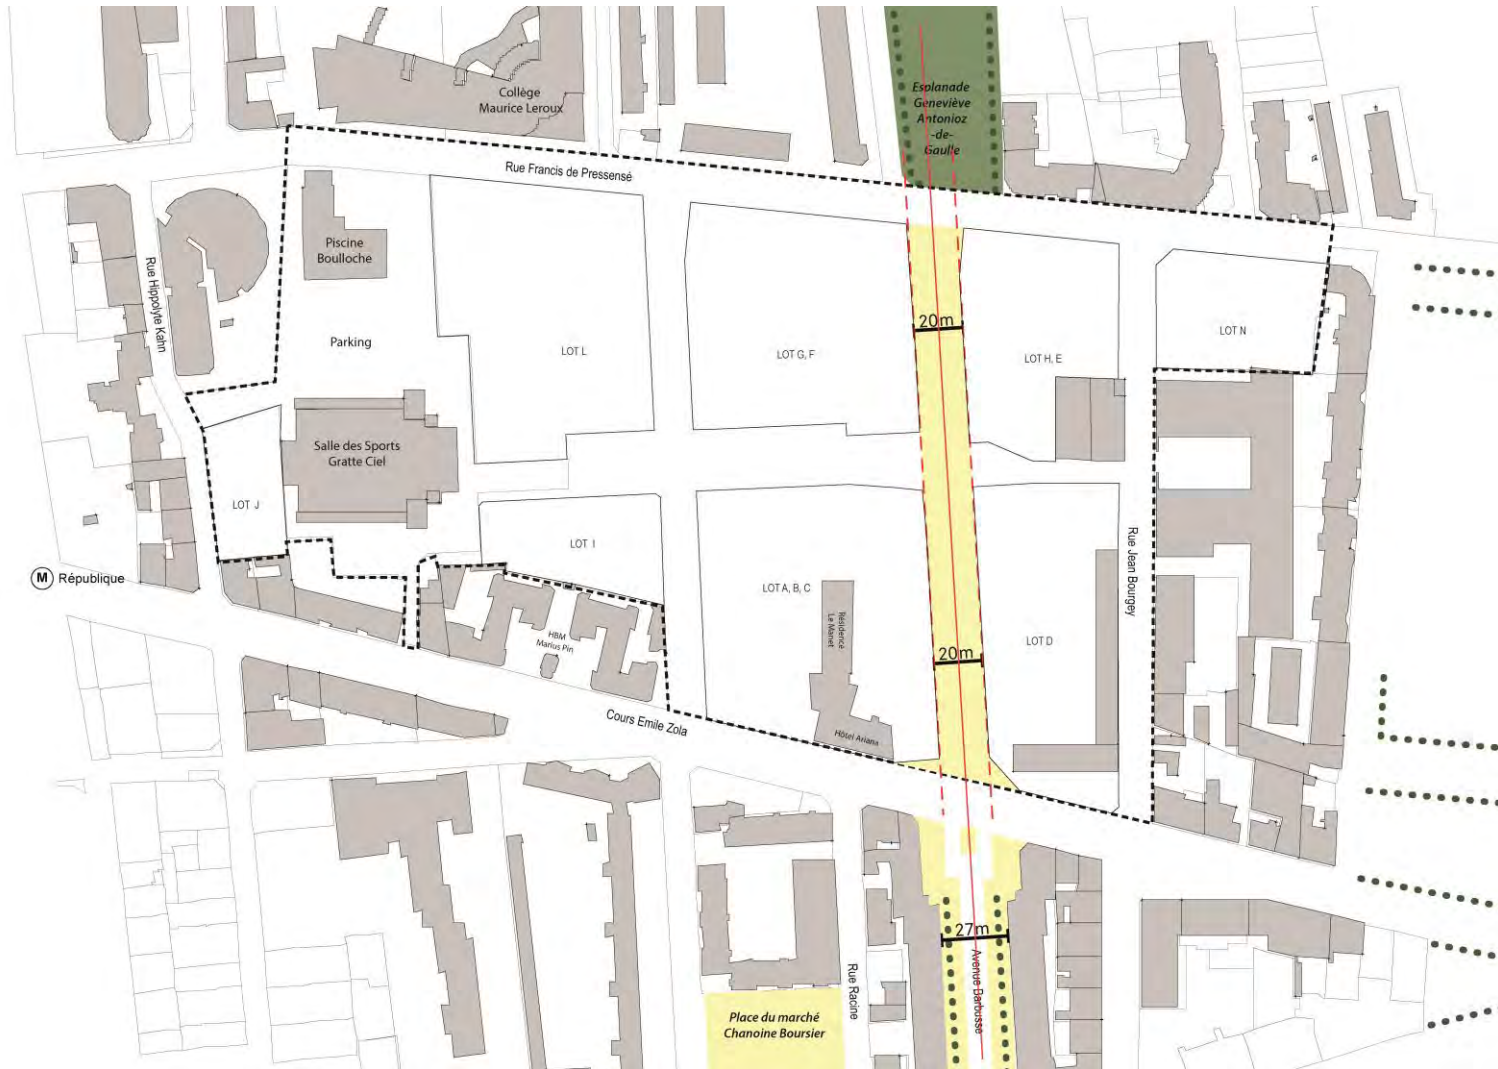 Collège
Maurice Leroux
Esplanade
Geneviève
Antonioz
-de-
Gaulle
Rue Francis de Pressensé
Piscine
Boulloche
Rue Hippolyte Kahn
Parking
LOT L
LOT G, F
20m
LOT H, E
LOT N
Salle des Sports
Gratte Ciel
LOT J
LOT I
M République
LOT A, B, C
Résidence
Le Manet
Rue Jean Bourgey
HBM
Marius Pin
LOT D
20m
Cours Emile Zola
Hôtel Ariana
27m
Avenue Barbusse
Rue Racine
Place du marché
Chanoine Boursier